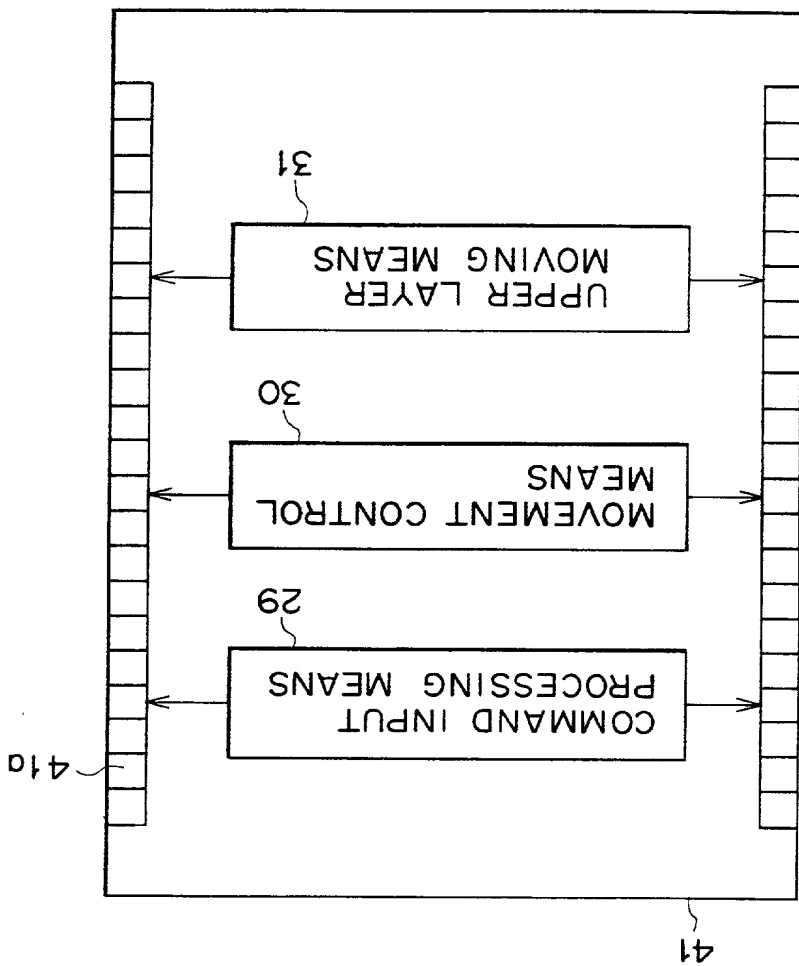 41
41a
COMMAND INPUT
PROCESSING MEANS
29
MOVEMENT CONTROL
MEANS
30
UPPER LAYER
MOVING MEANS
31